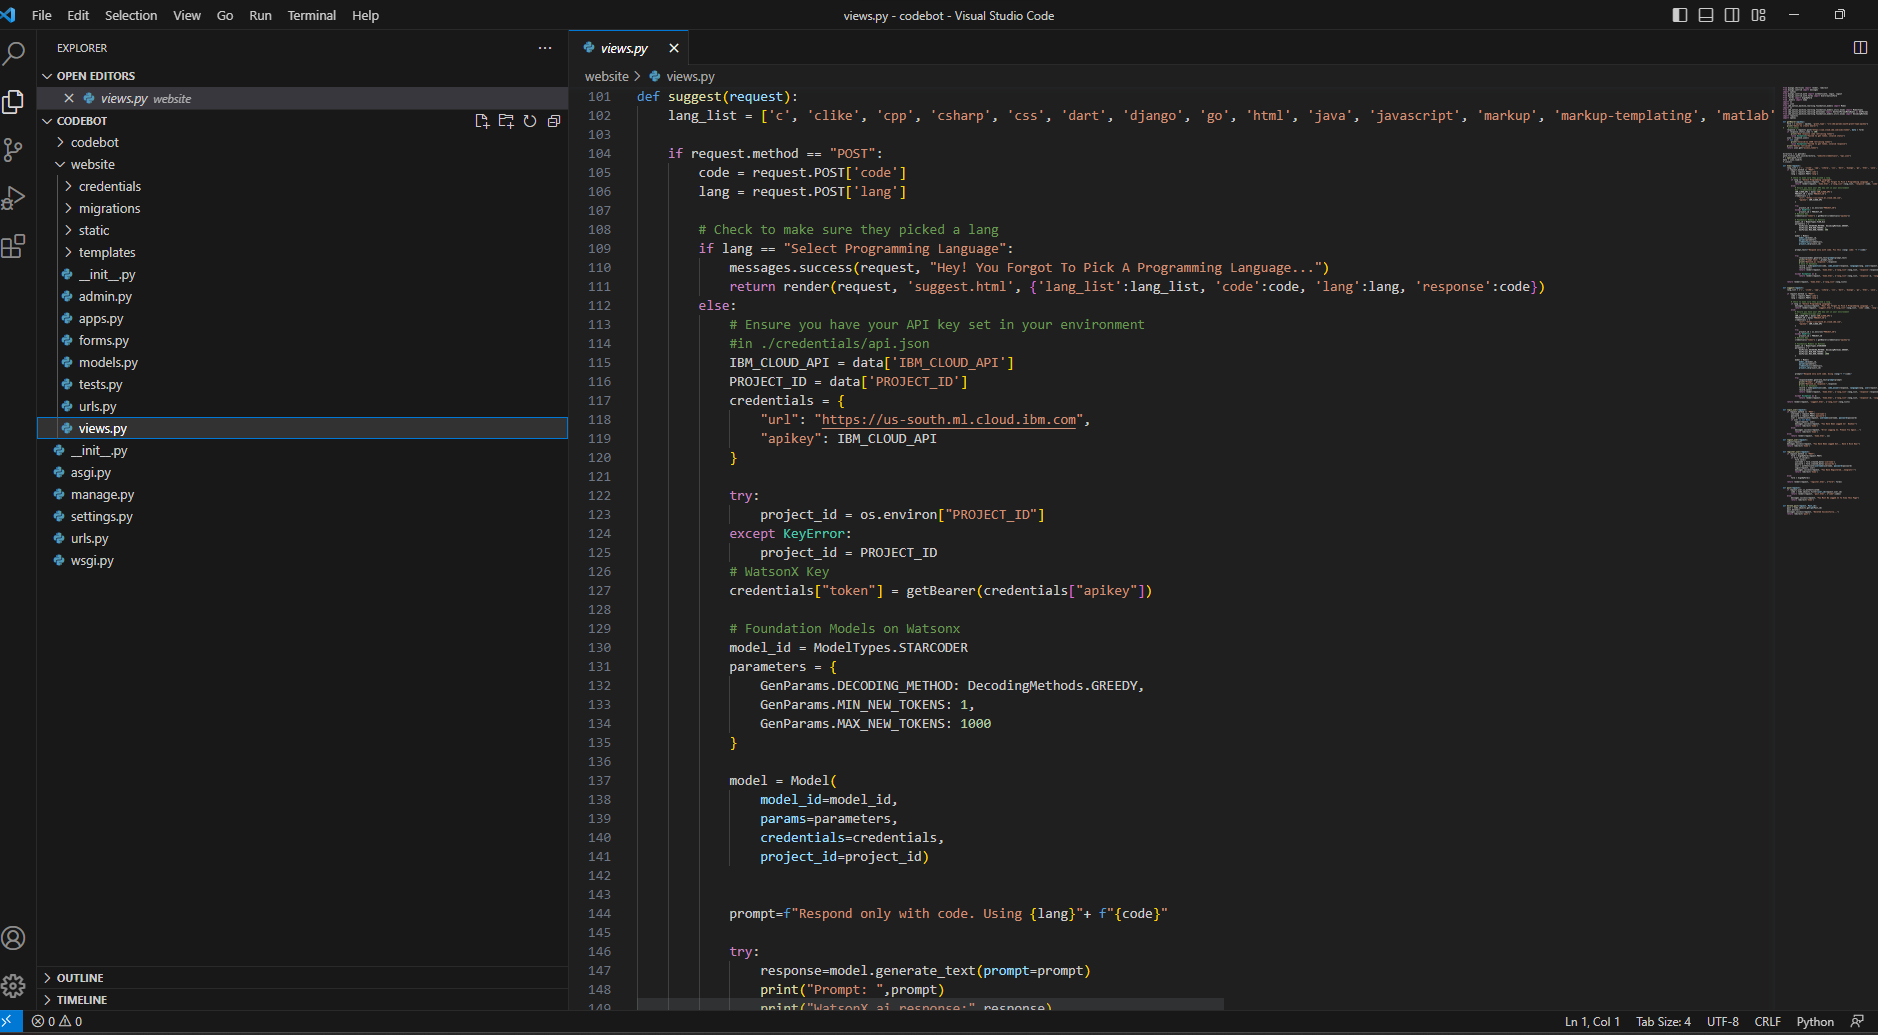 File Edit Selection View Go Run Terminal Help
views.py - codebot - Visual Studio Code
EXPLORER
OPEN EDITORS
views.py website
CODEBOT
codebot
website
credentials
migrations
static
templates
__init__.py
admin.py
apps.py
forms.py
models.py
tests.py
urls.py
views.py
__init__.py
asgi.py
manage.py
settings.py
urls.py
wsgi.py
OUTLINE
TIMELINE
views.py
website > views.py
101 def suggest(request):
102 lang_list = ['c', 'clike', 'cpp', 'csharp', 'css', 'dart', 'django', 'go', 'html', 'java', 'javascript', 'markup', 'markup-templating', 'matlab'
103
104 if request.method == "POST":
105 code = request.POST['code']
106 lang = request.POST['lang']
107
108 # Check to make sure they picked a lang
109 if lang == "Select Programming Language":
110 messages.success(request, "Hey! You Forgot To Pick A Programming Language...")
111 return render(request, 'suggest.html', {'lang_list':lang_list, 'code':code, 'lang':lang, 'response':code})
112 else:
113 # Ensure you have your API key set in your environment
114 #in ./credentials/api.json
115 IBM_CLOUD_API = data['IBM_CLOUD_API']
116 PROJECT_ID = data['PROJECT_ID']
117 credentials = {
118 "url": "https://us-south.ml.cloud.ibm.com",
119 "apikey": IBM_CLOUD_API
120 }
121
122 try:
123 project_id = os.environ["PROJECT_ID"]
124 except KeyError:
125 project_id = PROJECT_ID
126 # WatsonX Key
127 credentials["token"] = getBearer(credentials["apikey"])
128
129 # Foundation Models on Watsonx
130 model_id = ModelTypes.STARCODER
131 parameters = {
132 GenParams.DECODING_METHOD: DecodingMethods.GREEDY,
133 GenParams.MIN_NEW_TOKENS: 1,
134 GenParams.MAX_NEW_TOKENS: 1000
135 }
136
137 model = Model(
138 model_id=model_id,
139 params=parameters,
140 credentials=credentials,
141 project_id=project_id)
142
143
144 prompt=f"Respond only with code. Using {lang}"+ f"{code}"
145
146 try:
147 response=model.generate_text(prompt=prompt)
148 print("Prompt: ",prompt)
149 print("WatsonX.ai response:",response)
0 0
Ln 1, Col 1 Tab Size: 4 UTF-8 CRLF Python